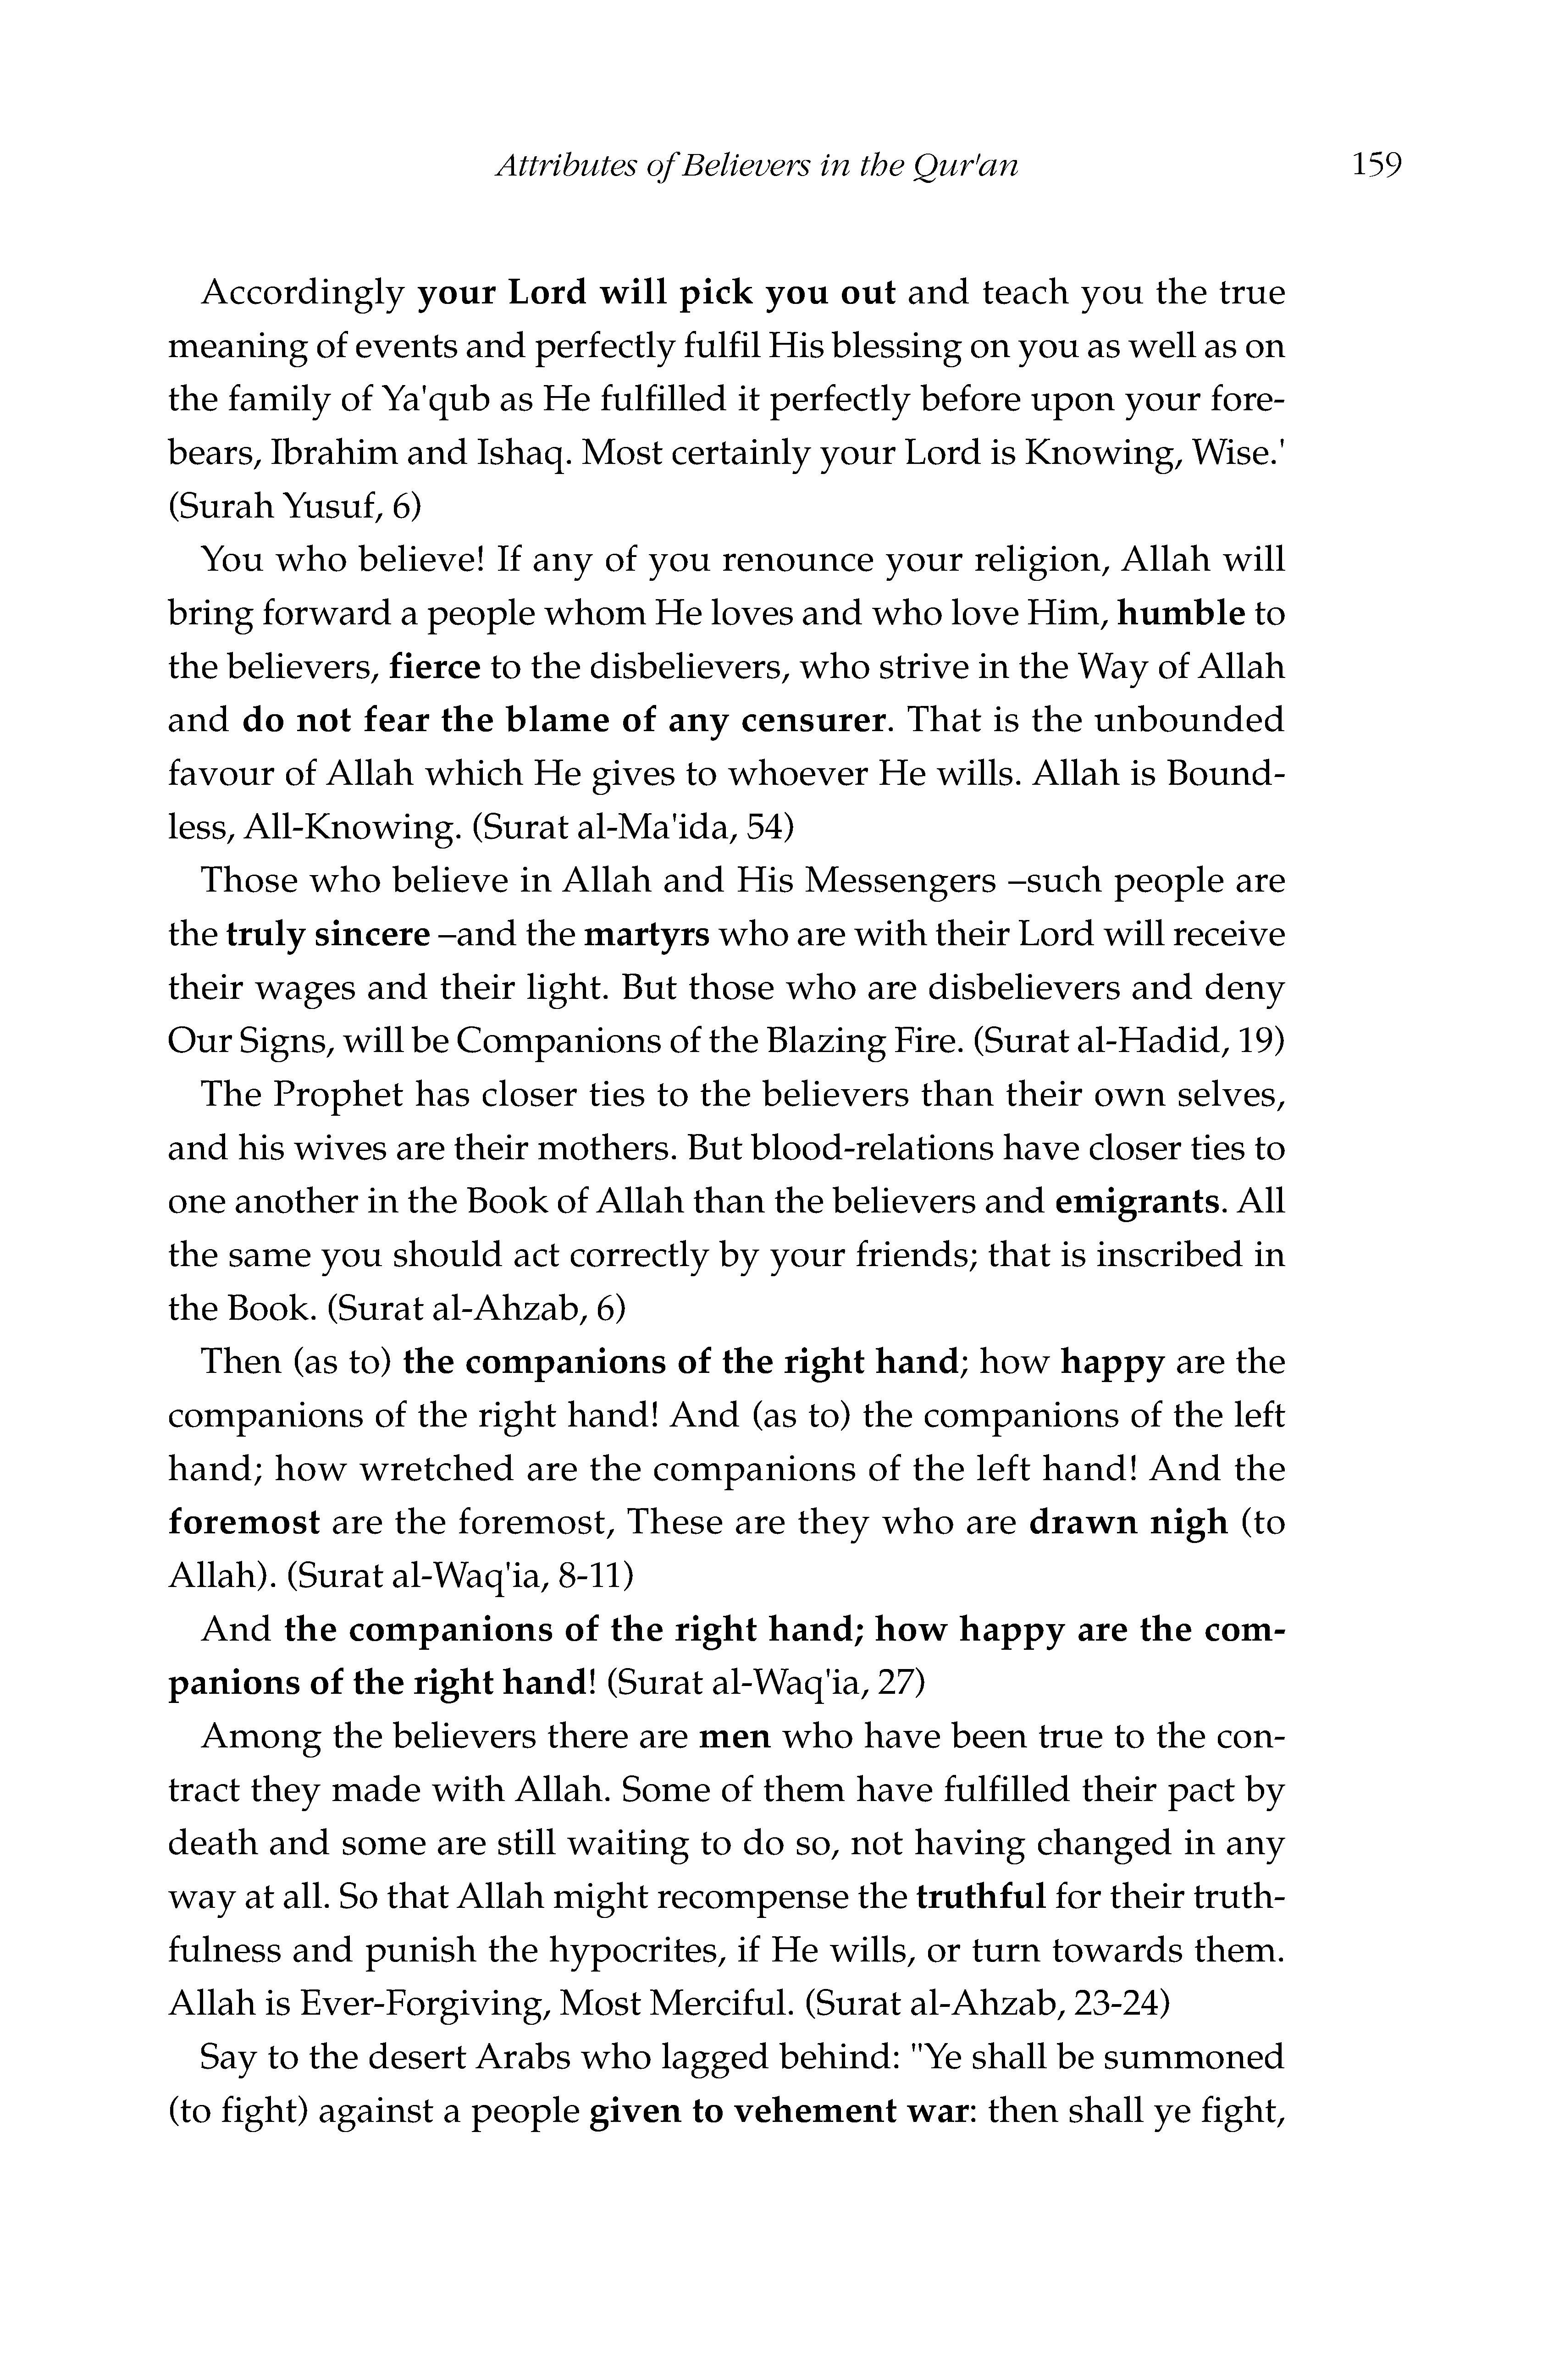 Attributes of Believers in the Qur'an 159
Accordingly your Lord will pick you out and teach you the true
meaning of events and perfectly fulfil His blessing on you as well as on
the family of Ya'qub as He fulfilled it perfectly before upon your fore-
bears, Ibrahim and Ishaq. Most certainly your Lord is Knowing, Wise.'
(Surah Yusuf, 6)
You who believe! If any of you renounce your religion, Allah will
bring forward a people whom He loves and who love Him, humble to
the believers, fierce to the disbelievers, who strive in the Way of Allah
and do not fear the blame of any censurer. That is the unbounded
favour of Allah which He gives to whoever He wills. Allah is Bound-
less, All-Knowing. (Surat al-Ma'ida, 54)
Those who believe in Allah and His Messengers –such people are
the truly sincere –and the martyrs who are with their Lord will receive
their wages and their light. But those who are disbelievers and deny
Our Signs, will be Companions of the Blazing Fire. (Surat al-Hadid, 19)
The Prophet has closer ties to the believers than their own selves,
and his wives are their mothers. But blood-relations have closer ties to
one another in the Book of Allah than the believers and emigrants. All
the same you should act correctly by your friends; that is inscribed in
the Book. (Surat al-Ahzab, 6)
Then (as to) the companions of the right hand; how happy are the
companions of the right hand! And (as to) the companions of the left
hand; how wretched are the companions of the left hand! And the
foremost are the foremost, These are they who are drawn nigh (to
Allah). (Surat al-Waq'ia, 8-11)
And the companions of the right hand; how happy are the com-
panions of the right hand! (Surat al-Waq'ia, 27)
Among the believers there are men who have been true to the con-
tract they made with Allah. Some of them have fulfilled their pact by
death and some are still waiting to do so, not having changed in any
way at all. So that Allah might recompense the truthful for their truth-
fulness and punish the hypocrites, if He wills, or turn towards them.
Allah is Ever-Forgiving, Most Merciful. (Surat al-Ahzab, 23-24)
Say to the desert Arabs who lagged behind: "Ye shall be summoned
(to fight) against a people given to vehement war: then shall ye fight,